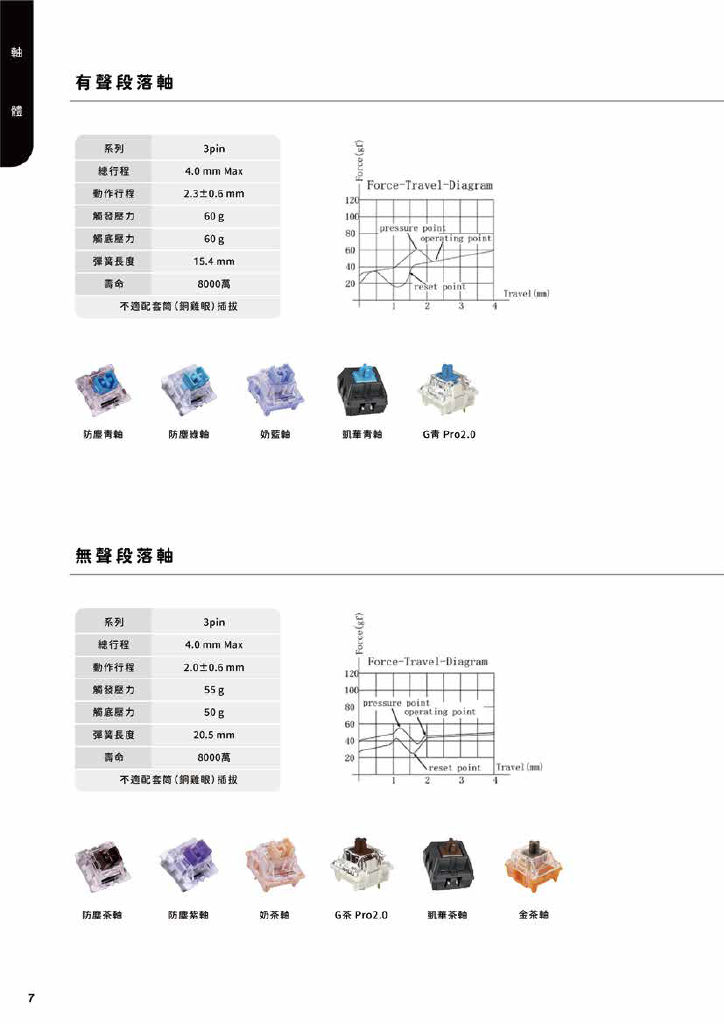 軸
體
有聲段落軸
系列 3pin
總行程 4.0 mm Max
動作行程 2.3±0.6 mm
觸發壓力 60 g
觸底壓力 60 g
彈簧長度 15.4 mm
壽命 8000萬
不適配套筒(銅雞眼)插拔
Force(gf)
Force-Travel-Diagram
120
100
80
60
40
20
pressure point
operating point
reset point
Travel(mm)
1 2 3 4
防塵青軸 防塵綠軸 奶藍軸 凱華青軸 G青 Pro2.0
無聲段落軸
系列 3pin
總行程 4.0 mm Max
動作行程 2.0±0.6 mm
觸發壓力 55 g
觸底壓力 50 g
彈簧長度 20.5 mm
壽命 8000萬
不適配套筒(銅雞眼)插拔
Force(gf)
Force-Travel-Diagram
120
100
80
60
40
20
pressure point
operating point
reset point
Travel(mm)
1 2 3 4
防塵茶軸 防塵紫軸 奶茶軸 G茶 Pro2.0 凱華茶軸 金茶軸
7